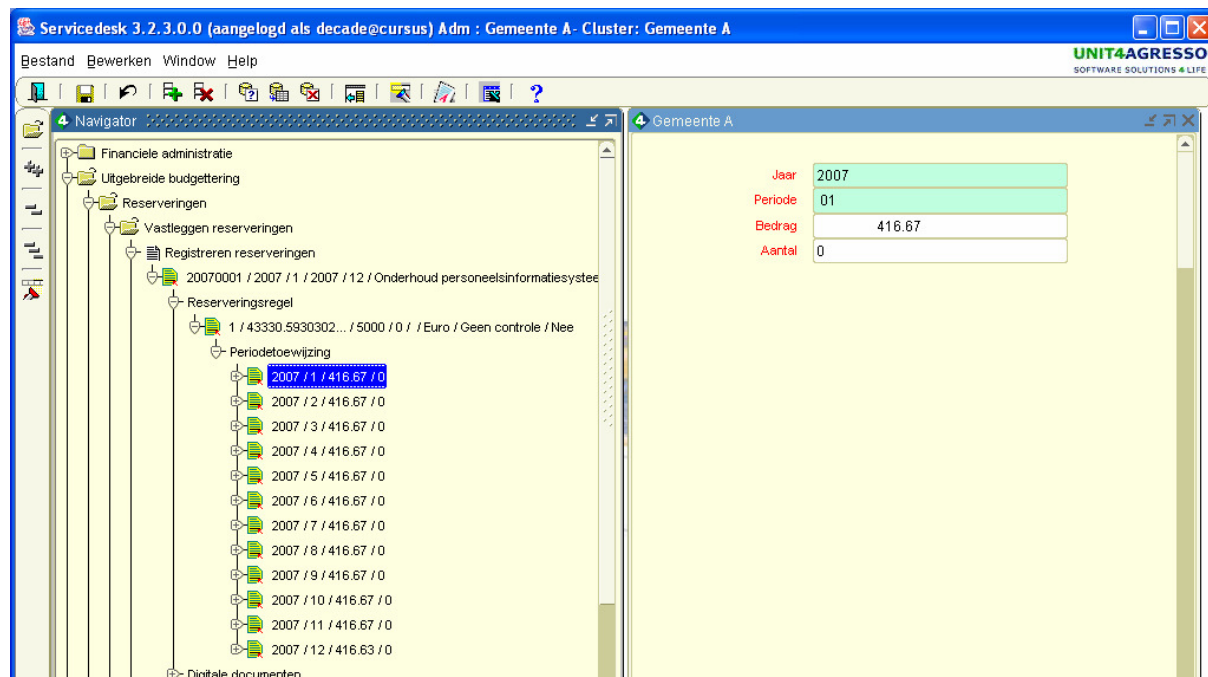 Servicedesk 3.2.3.0.0 (aangelogd als decade@cursus) Adm : Gemeente A- Cluster: Gemeente A
Bestand Bewerken Window Help
UNIT4AGRESSO
SOFTWARE SOLUTIONS 4 LIFE
4 Navigator
Financiele administratie
Uitgebreide budgettering
Reserveringen
Vastleggen reserveringen
Registreren reserveringen
20070001 / 2007 / 1 / 2007 / 12 / Onderhoud personeelsinformatiesystee
Reserveringsregel
1 / 43330.5930302... / 5000 / 0 / / Euro / Geen controle / Nee
Periodetoewijzing
2007 / 1 / 416.67 / 0
2007 / 2 / 416.67 / 0
2007 / 3 / 416.67 / 0
2007 / 4 / 416.67 / 0
2007 / 5 / 416.67 / 0
2007 / 6 / 416.67 / 0
2007 / 7 / 416.67 / 0
2007 / 8 / 416.67 / 0
2007 / 9 / 416.67 / 0
2007 / 10 / 416.67 / 0
2007 / 11 / 416.67 / 0
2007 / 12 / 416.63 / 0
Digitale documenten
4 Gemeente A
Jaar 2007
Periode 01
Bedrag 416.67
Aantal 0